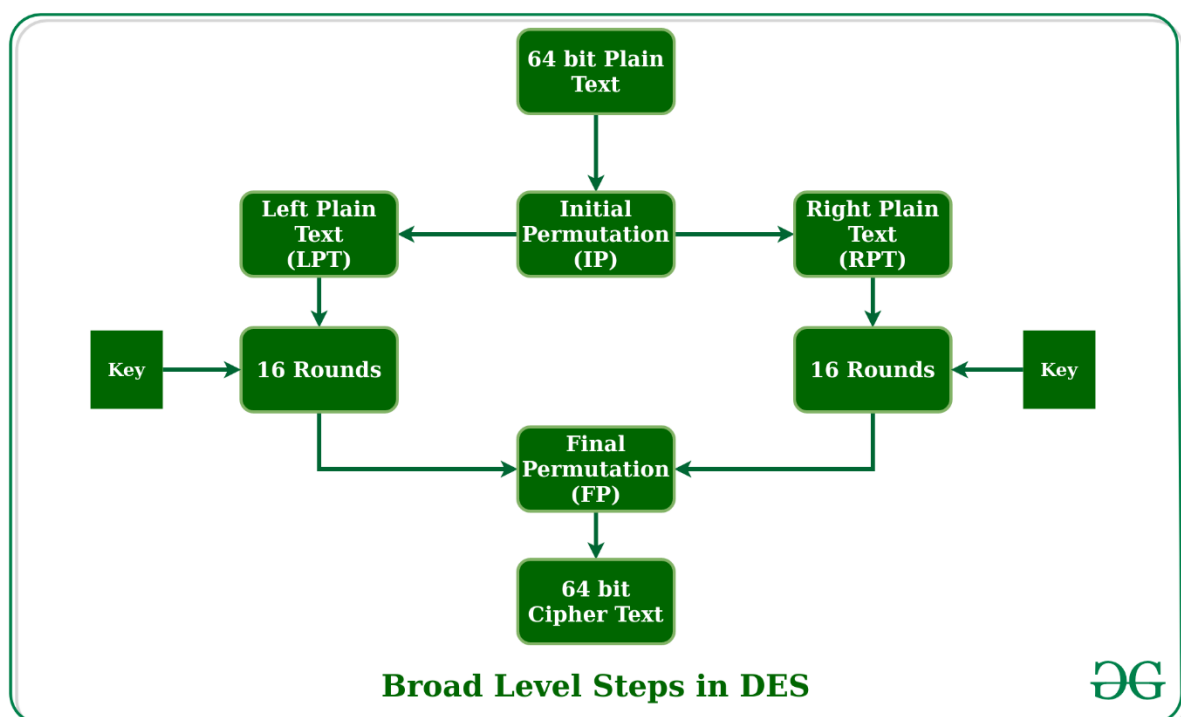 64 bit Plain
Text
Left Plain
Text
(LPT)
Initial
Permutation
(IP)
Right Plain
Text
(RPT)
Key
16 Rounds
16 Rounds
Key
Final
Permutation
(FP)
64 bit
Cipher Text
Broad Level Steps in DES